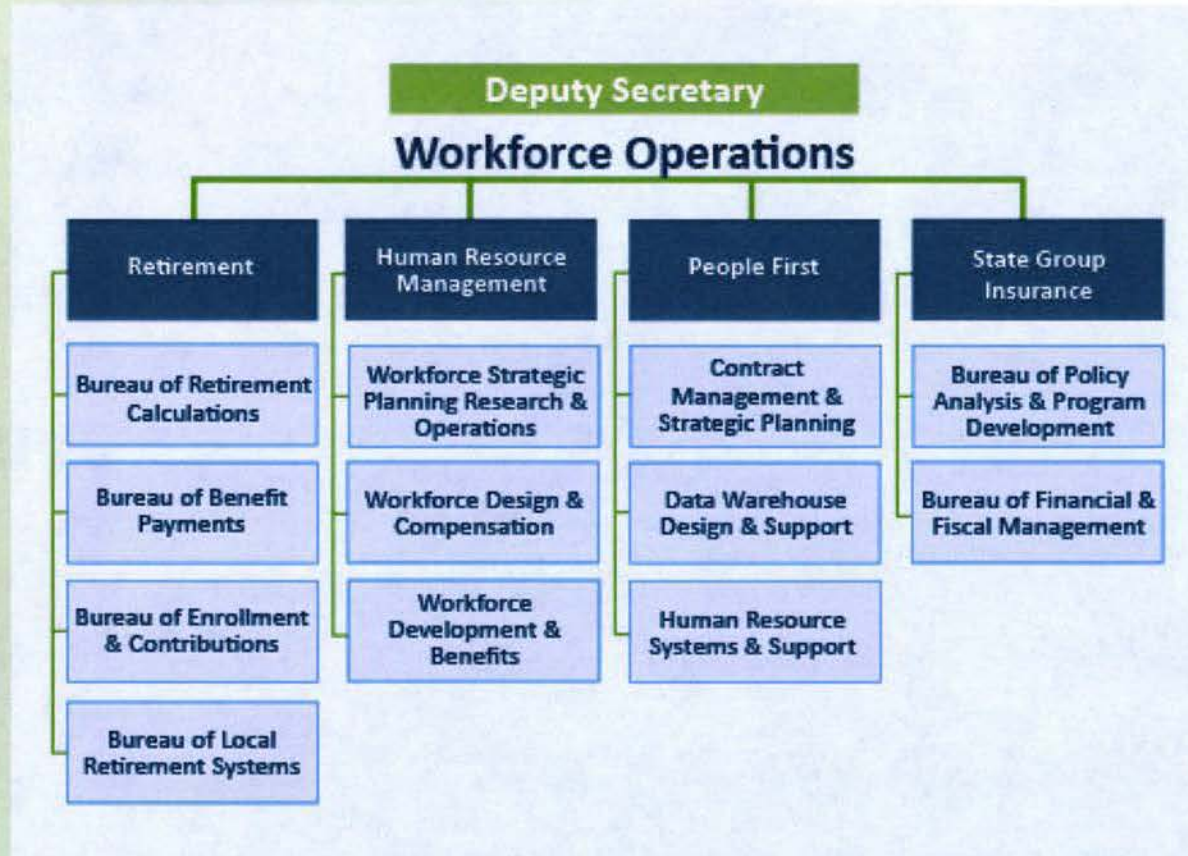 Deputy Secretary
Workforce Operations
Retirement
Bureau of Retirement
Calculations
Bureau of Benefit
Payments
Bureau of Enrollment
& Contributions
Bureau of Local
Retirement Systems
Human Resource
Management
Workforce Strategic
Planning Research &
Operations
Workforce Design &
Compensation
Workforce
Development &
Benefits
People First
Contract
Management &
Strategic Planning
Data Warehouse
Design & Support
Human Resource
Systems & Support
State Group
Insurance
Bureau of Policy
Analysis & Program
Development
Bureau of Financial &
Fiscal Management